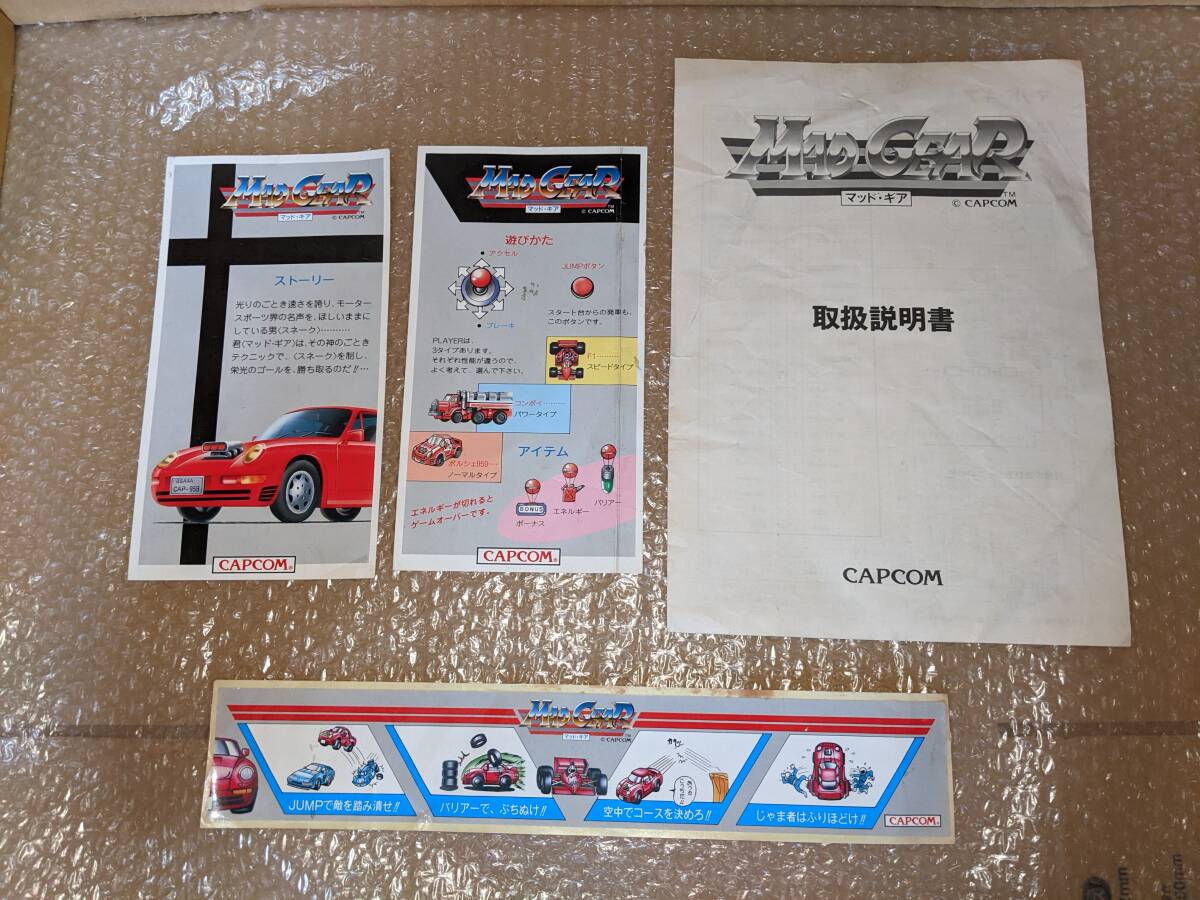 MAD GEAR
TM
マッド・ギア
© CAPCOM
ストーリー
光りのごとき速さを誇り、モーター
スポーツ界の名声を、ほしいままに
している男〈スネーク〉………
君〈マッド・ギア〉は、その神のごとき
テクニックで、〈スネーク〉を制し、
栄光のゴールを、勝ち取るのだ!!…
CAP-959
CAPCOM®
MAD GEAR
TM
マッド・ギア
© CAPCOM
遊びかた
●アクセル
●ブレーキ
JUMPボタン
スタート台からの発車も、
このボタンです。
PLAYERは、
3タイプあります。
それぞれ性能が違うので、
よく考えて、選んで下さい。
F1………
スピードタイプ
コンボイ………
パワータイプ
ポルシェ959…
ノーマルタイプ
アイテム
BONUS
ボーナス
エネルギー
バリアー
エネルギーが切れると
ゲームオーバーです。
CAPCOM®
MAD GEAR
TM
マッド・ギア
© CAPCOM
取扱説明書
CAPCOM
MAD GEAR
TM
マッド・ギア
© CAPCOM
JUMPで敵を踏み潰せ!!
バリアーで、ぶちぬけ!!
空中でコースを決めろ!!
じゃま者はふりほどけ!!
CAPCOM®